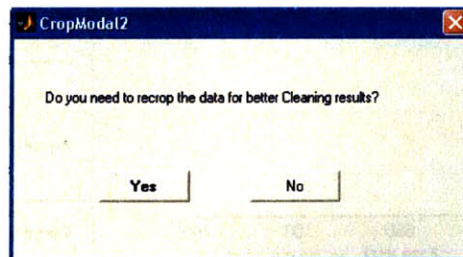 CropModal2
Do you need to recrop the data for better Cleaning results?
Yes No